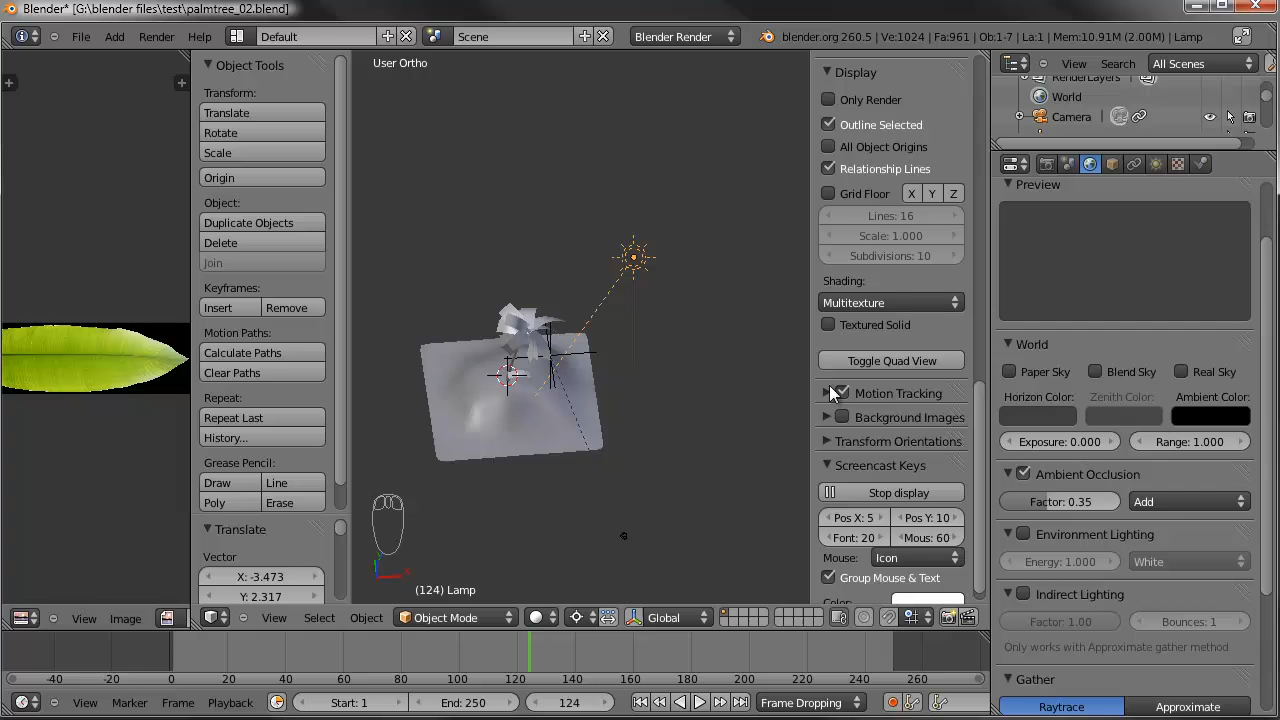 Blender* [G:\blender files\test\palmtree_02.blend]
File Add Render Help Default Scene Blender Render blender.org 260.5 | Ve:1024 | Fa:961 | Ob:1-7 | La:1 | Mem:10.91M (2.00M) | Lamp
Object Tools
Transform:
Translate
Rotate
Scale
Origin
Object:
Duplicate Objects
Delete
Join
Keyframes:
Insert Remove
Motion Paths:
Calculate Paths
Clear Paths
Repeat:
Repeat Last
History...
Grease Pencil:
Draw Line
Poly Erase
Translate
Vector
X: -3.473
Y: 2.317
User Ortho
(124) Lamp
Display
Only Render
Outline Selected
All Object Origins
Relationship Lines
Grid Floor X Y Z
Lines: 16
Scale: 1.000
Subdivisions: 10
Shading:
Multitexture
Textured Solid
Toggle Quad View
Motion Tracking
Background Images
Transform Orientations
Screencast Keys
Stop display
Pos X: 5 Pos Y: 10
Font: 20 Mous: 60
Mouse: Icon
Group Mouse & Text
View Search All Scenes
RenderLayers
World
Camera
Preview
World
Paper Sky Blend Sky Real Sky
Horizon Color: Zenith Color: Ambient Color:
Exposure: 0.000 Range: 1.000
Ambient Occlusion
Factor: 0.35 Add
Environment Lighting
Energy: 1.000 White
Indirect Lighting
Factor: 1.00 Bounces: 1
Only works with Approximate gather method
Gather
Raytrace Approximate
View Image
View Select Object Object Mode Global
-40 -20 0 20 40 60 80 100 120 140 160 180 200 220 240 260
View Marker Frame Playback Start: 1 End: 250 124 Frame Dropping